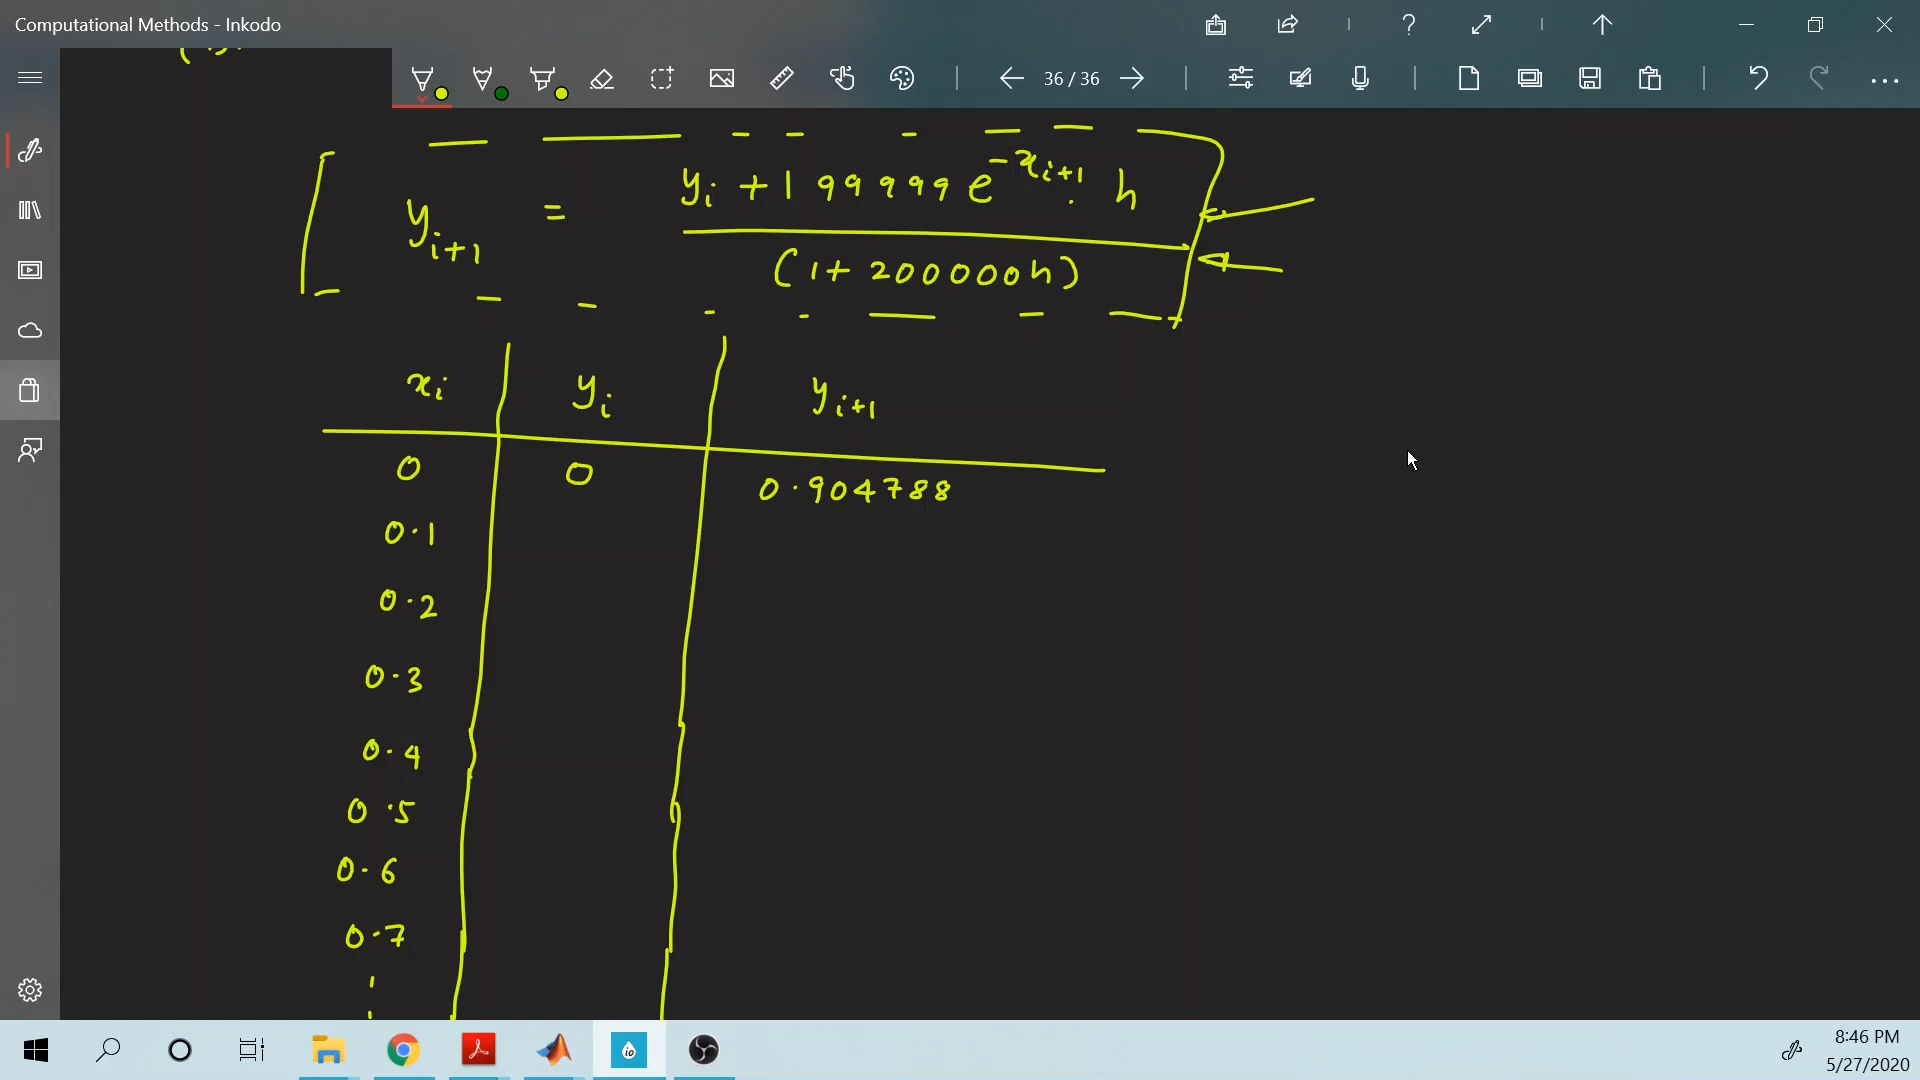 Computational Methods - Inkodo
36 / 36
y_{i+1} = \frac{y_i + 199999 e^{-x_{i+1}} h}{(1 + 200000h)}
x_i y_i y_{i+1}
0 0 0.904788
0.1
0.2
0.3
0.4
0.5
0.6
0.7
8:46 PM
5/27/2020